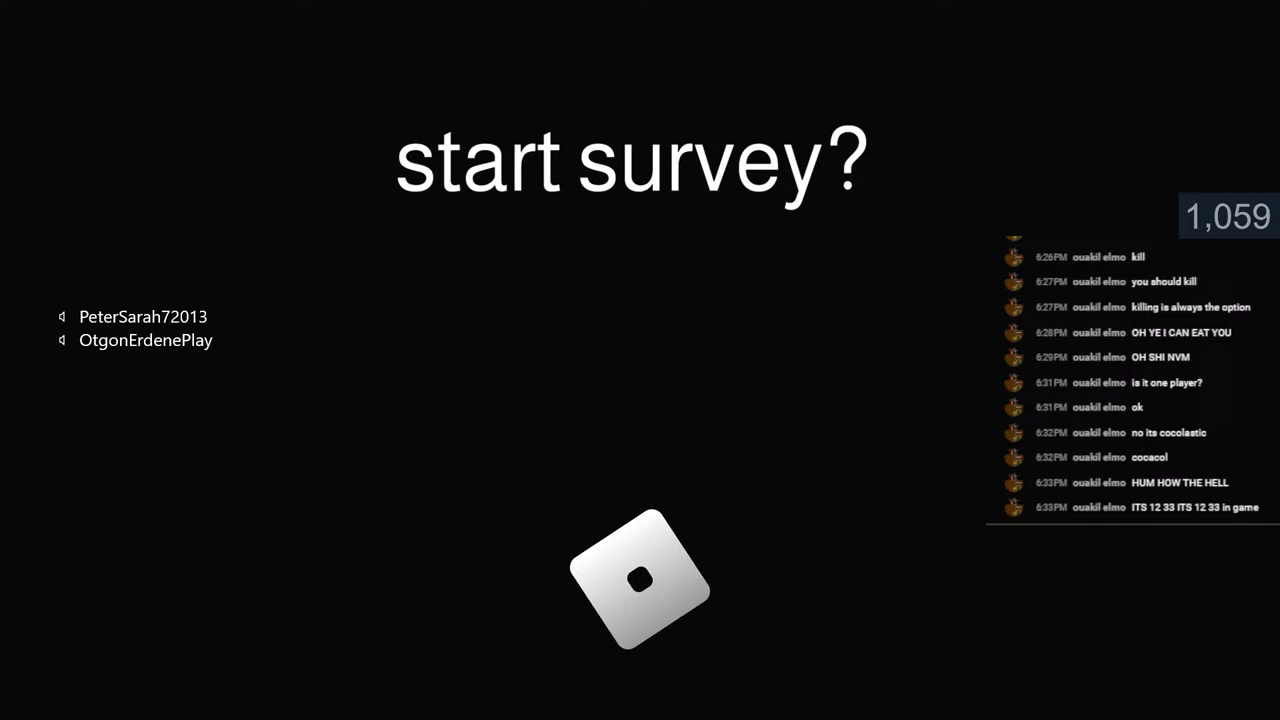 start survey?
1,059
PeterSarah72013
OtgonErdenePlay
6:26PM ouakil elmo kill
6:27PM ouakil elmo you should kill
6:27PM ouakil elmo killing is always the option
6:28PM ouakil elmo OH YE I CAN EAT YOU
6:29PM ouakil elmo OH SHI NVM
6:31PM ouakil elmo is it one player?
6:31PM ouakil elmo ok
6:32PM ouakil elmo no its cocolastic
6:32PM ouakil elmo cocacol
6:33PM ouakil elmo HUM HOW THE HELL
6:33PM ouakil elmo ITS 12 33 ITS 12 33 in game